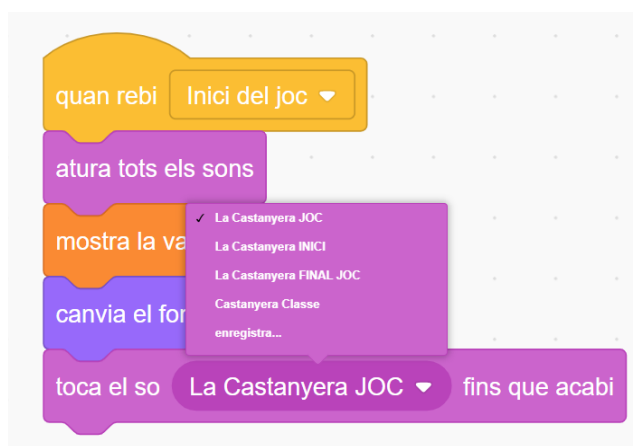 quan rebi Inici del joc
atura tots els sons
✓ La Castanyera JOC
mostra la va
La Castanyera INICI
La Castanyera FINAL JOC
Castanyera Classe
canvia el for
enregistra...
toca el so La Castanyera JOC fins que acabi